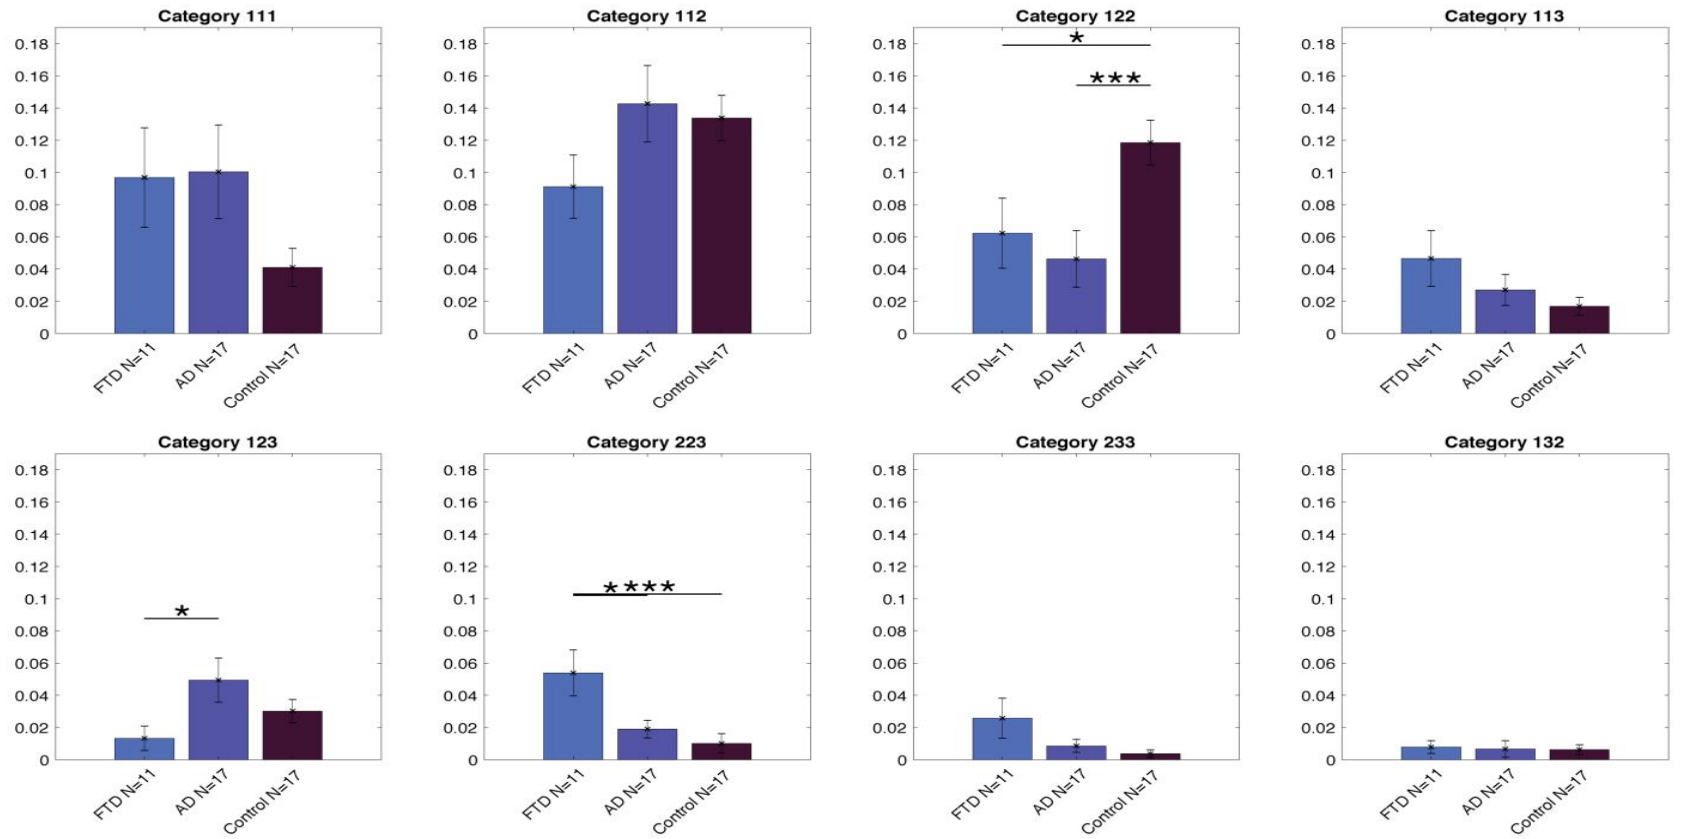 Category 111
0.18
0.16
0.14
0.12
0.1
0.08
0.06
0.04
0.02
0
FTD N=11
AD N=17
Control N=17
Category 112
0.18
0.16
0.14
0.12
0.1
0.08
0.06
0.04
0.02
0
FTD N=11
AD N=17
Control N=17
Category 122
0.18
0.16
0.14
0.12
0.1
0.08
0.06
0.04
0.02
0
*
***
FTD N=11
AD N=17
Control N=17
Category 113
0.18
0.16
0.14
0.12
0.1
0.08
0.06
0.04
0.02
0
FTD N=11
AD N=17
Control N=17
Category 123
0.18
0.16
0.14
0.12
0.1
0.08
0.06
0.04
0.02
0
*
FTD N=11
AD N=17
Control N=17
Category 223
0.18
0.16
0.14
0.12
0.1
0.08
0.06
0.04
0.02
0
* ***
FTD N=11
AD N=17
Control N=17
Category 233
0.18
0.16
0.14
0.12
0.1
0.08
0.06
0.04
0.02
0
FTD N=11
AD N=17
Control N=17
Category 132
0.18
0.16
0.14
0.12
0.1
0.08
0.06
0.04
0.02
0
FTD N=11
AD N=17
Control N=17